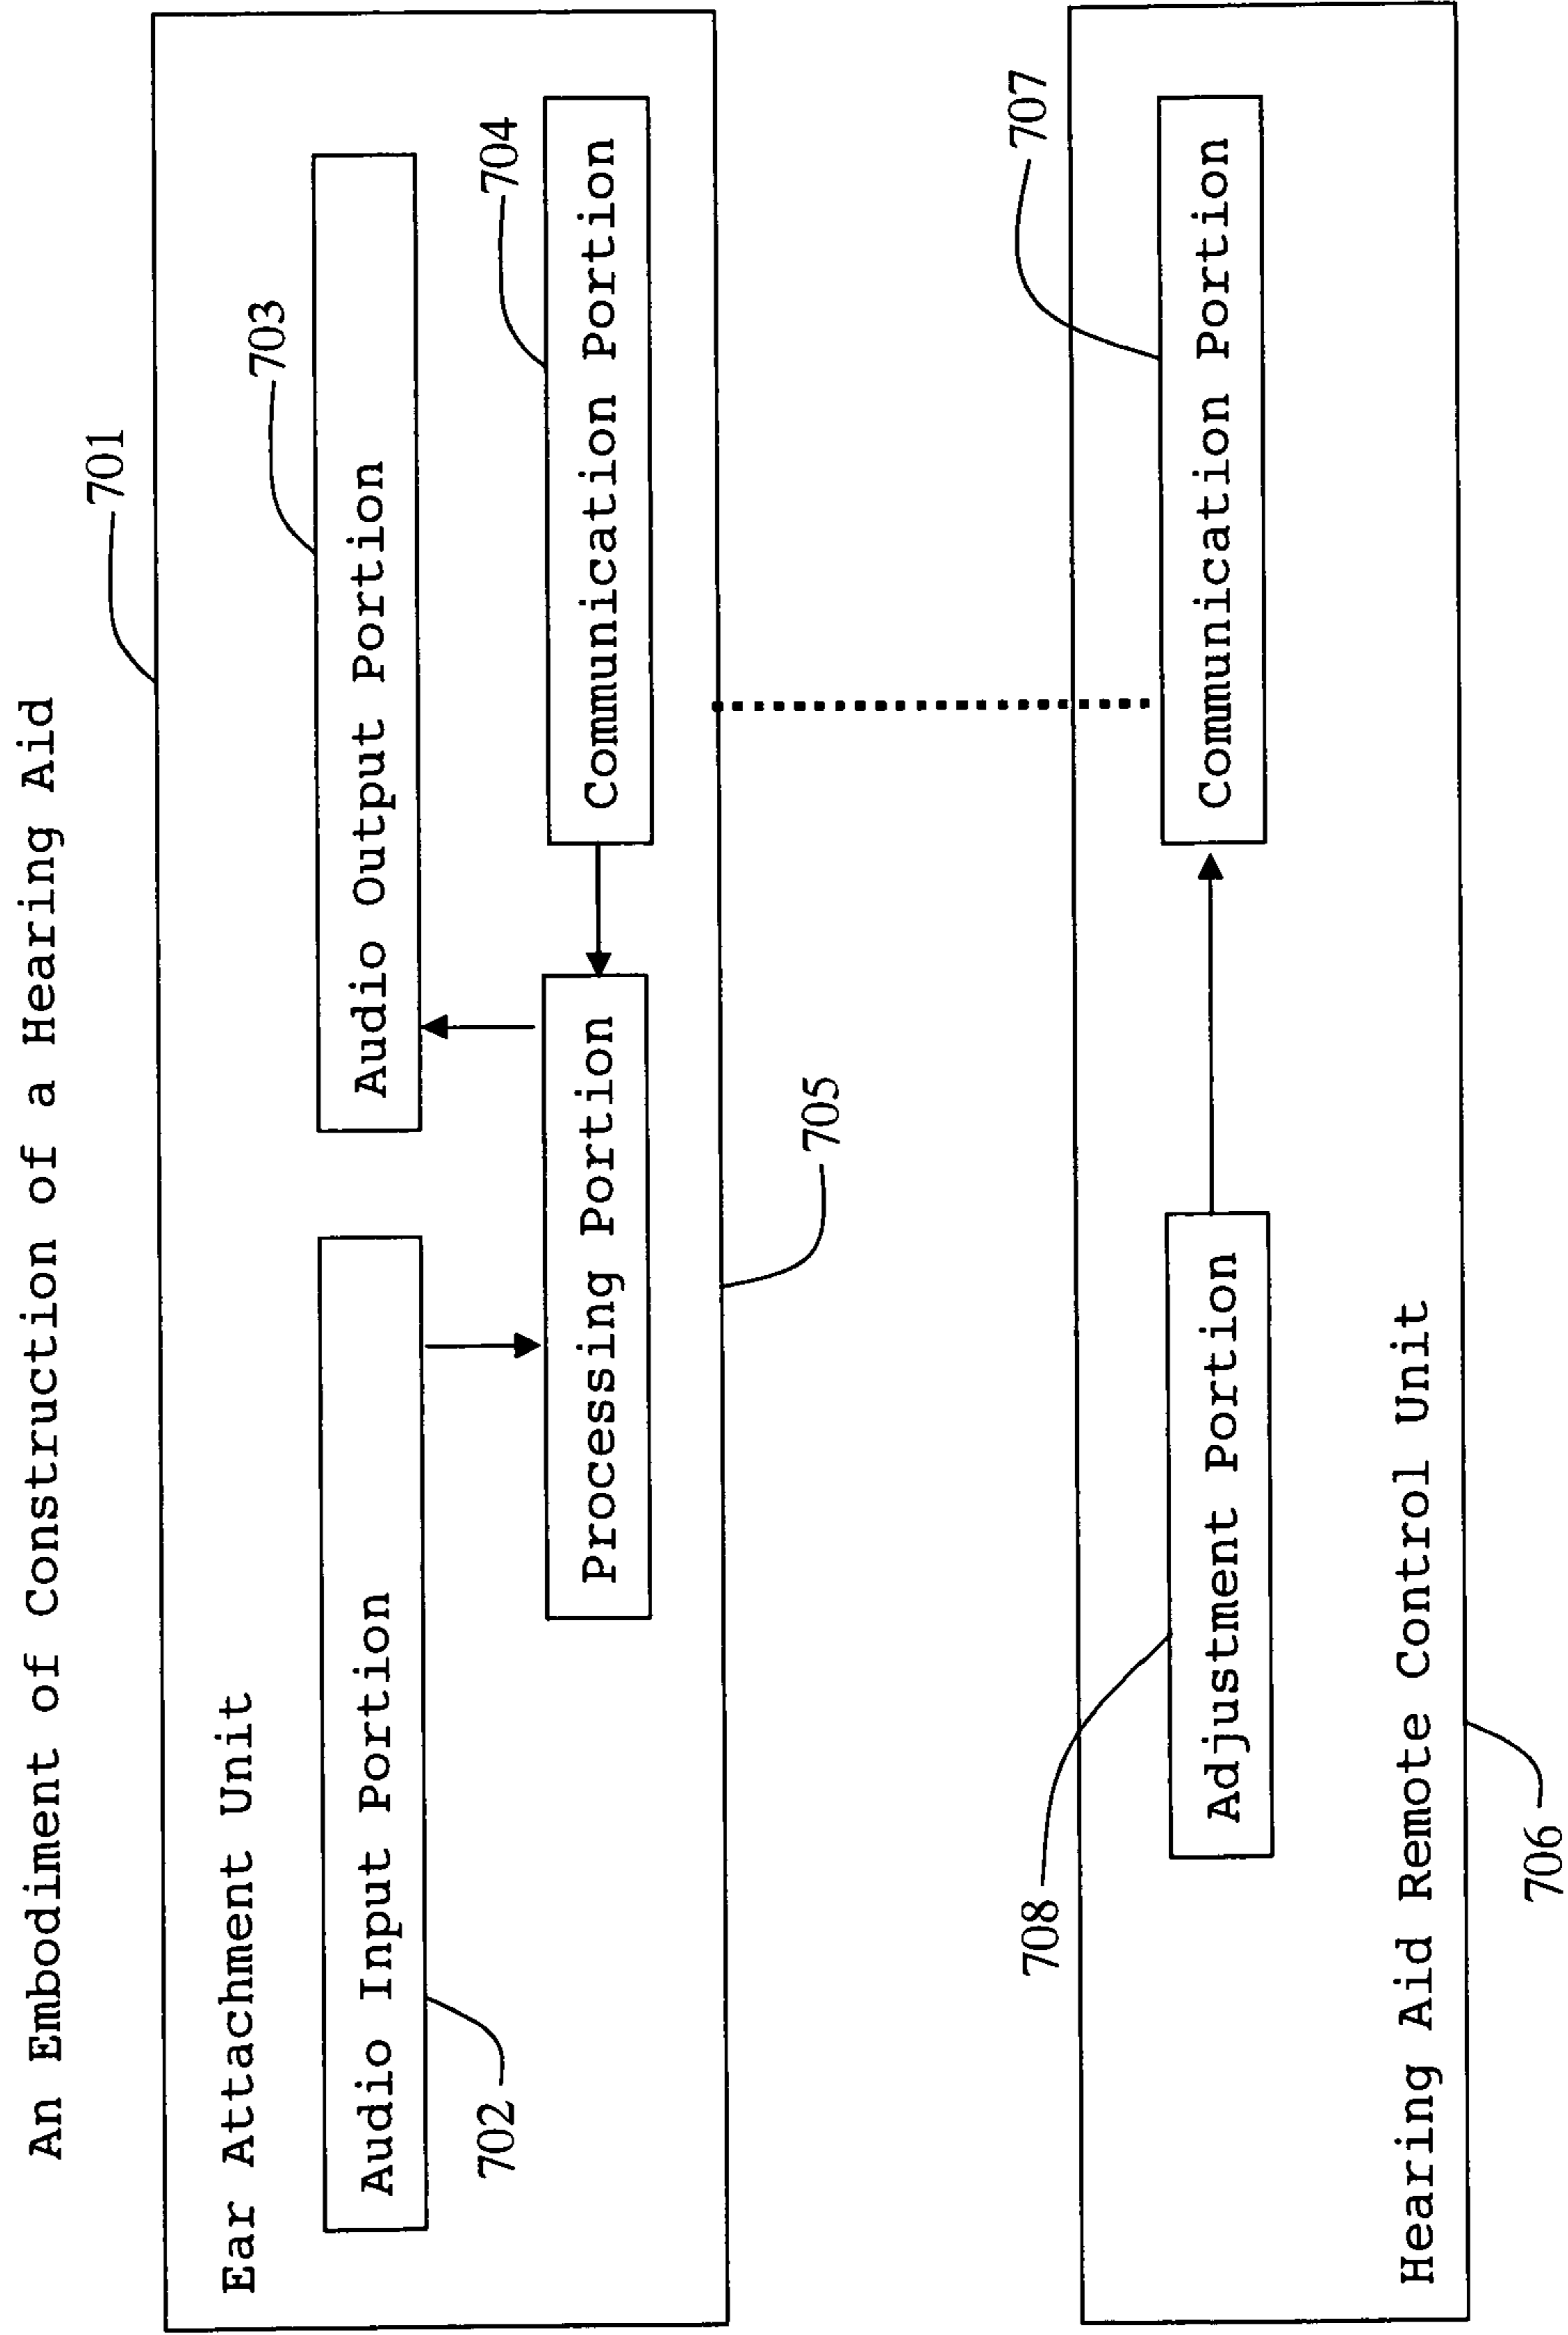 An Embodiment of Construction of a Hearing Aid
701
Ear Attachment Unit
703
Audio Input Portion
Audio Output Portion
702
704
Processing Portion
Communication Portion
705
708
707
Adjustment Portion
Communication Portion
Hearing Aid Remote Control Unit
706